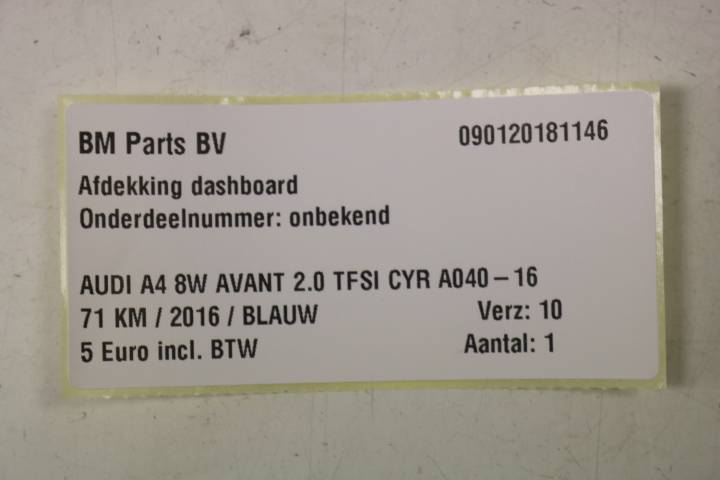 BM Parts BV 090120181146
Afdekking dashboard
Onderdeelnummer: onbekend
AUDI A4 8W AVANT 2.0 TFSI CYR A040-16
71 KM / 2016 / BLAUW Verz: 10
5 Euro incl. BTW Aantal: 1